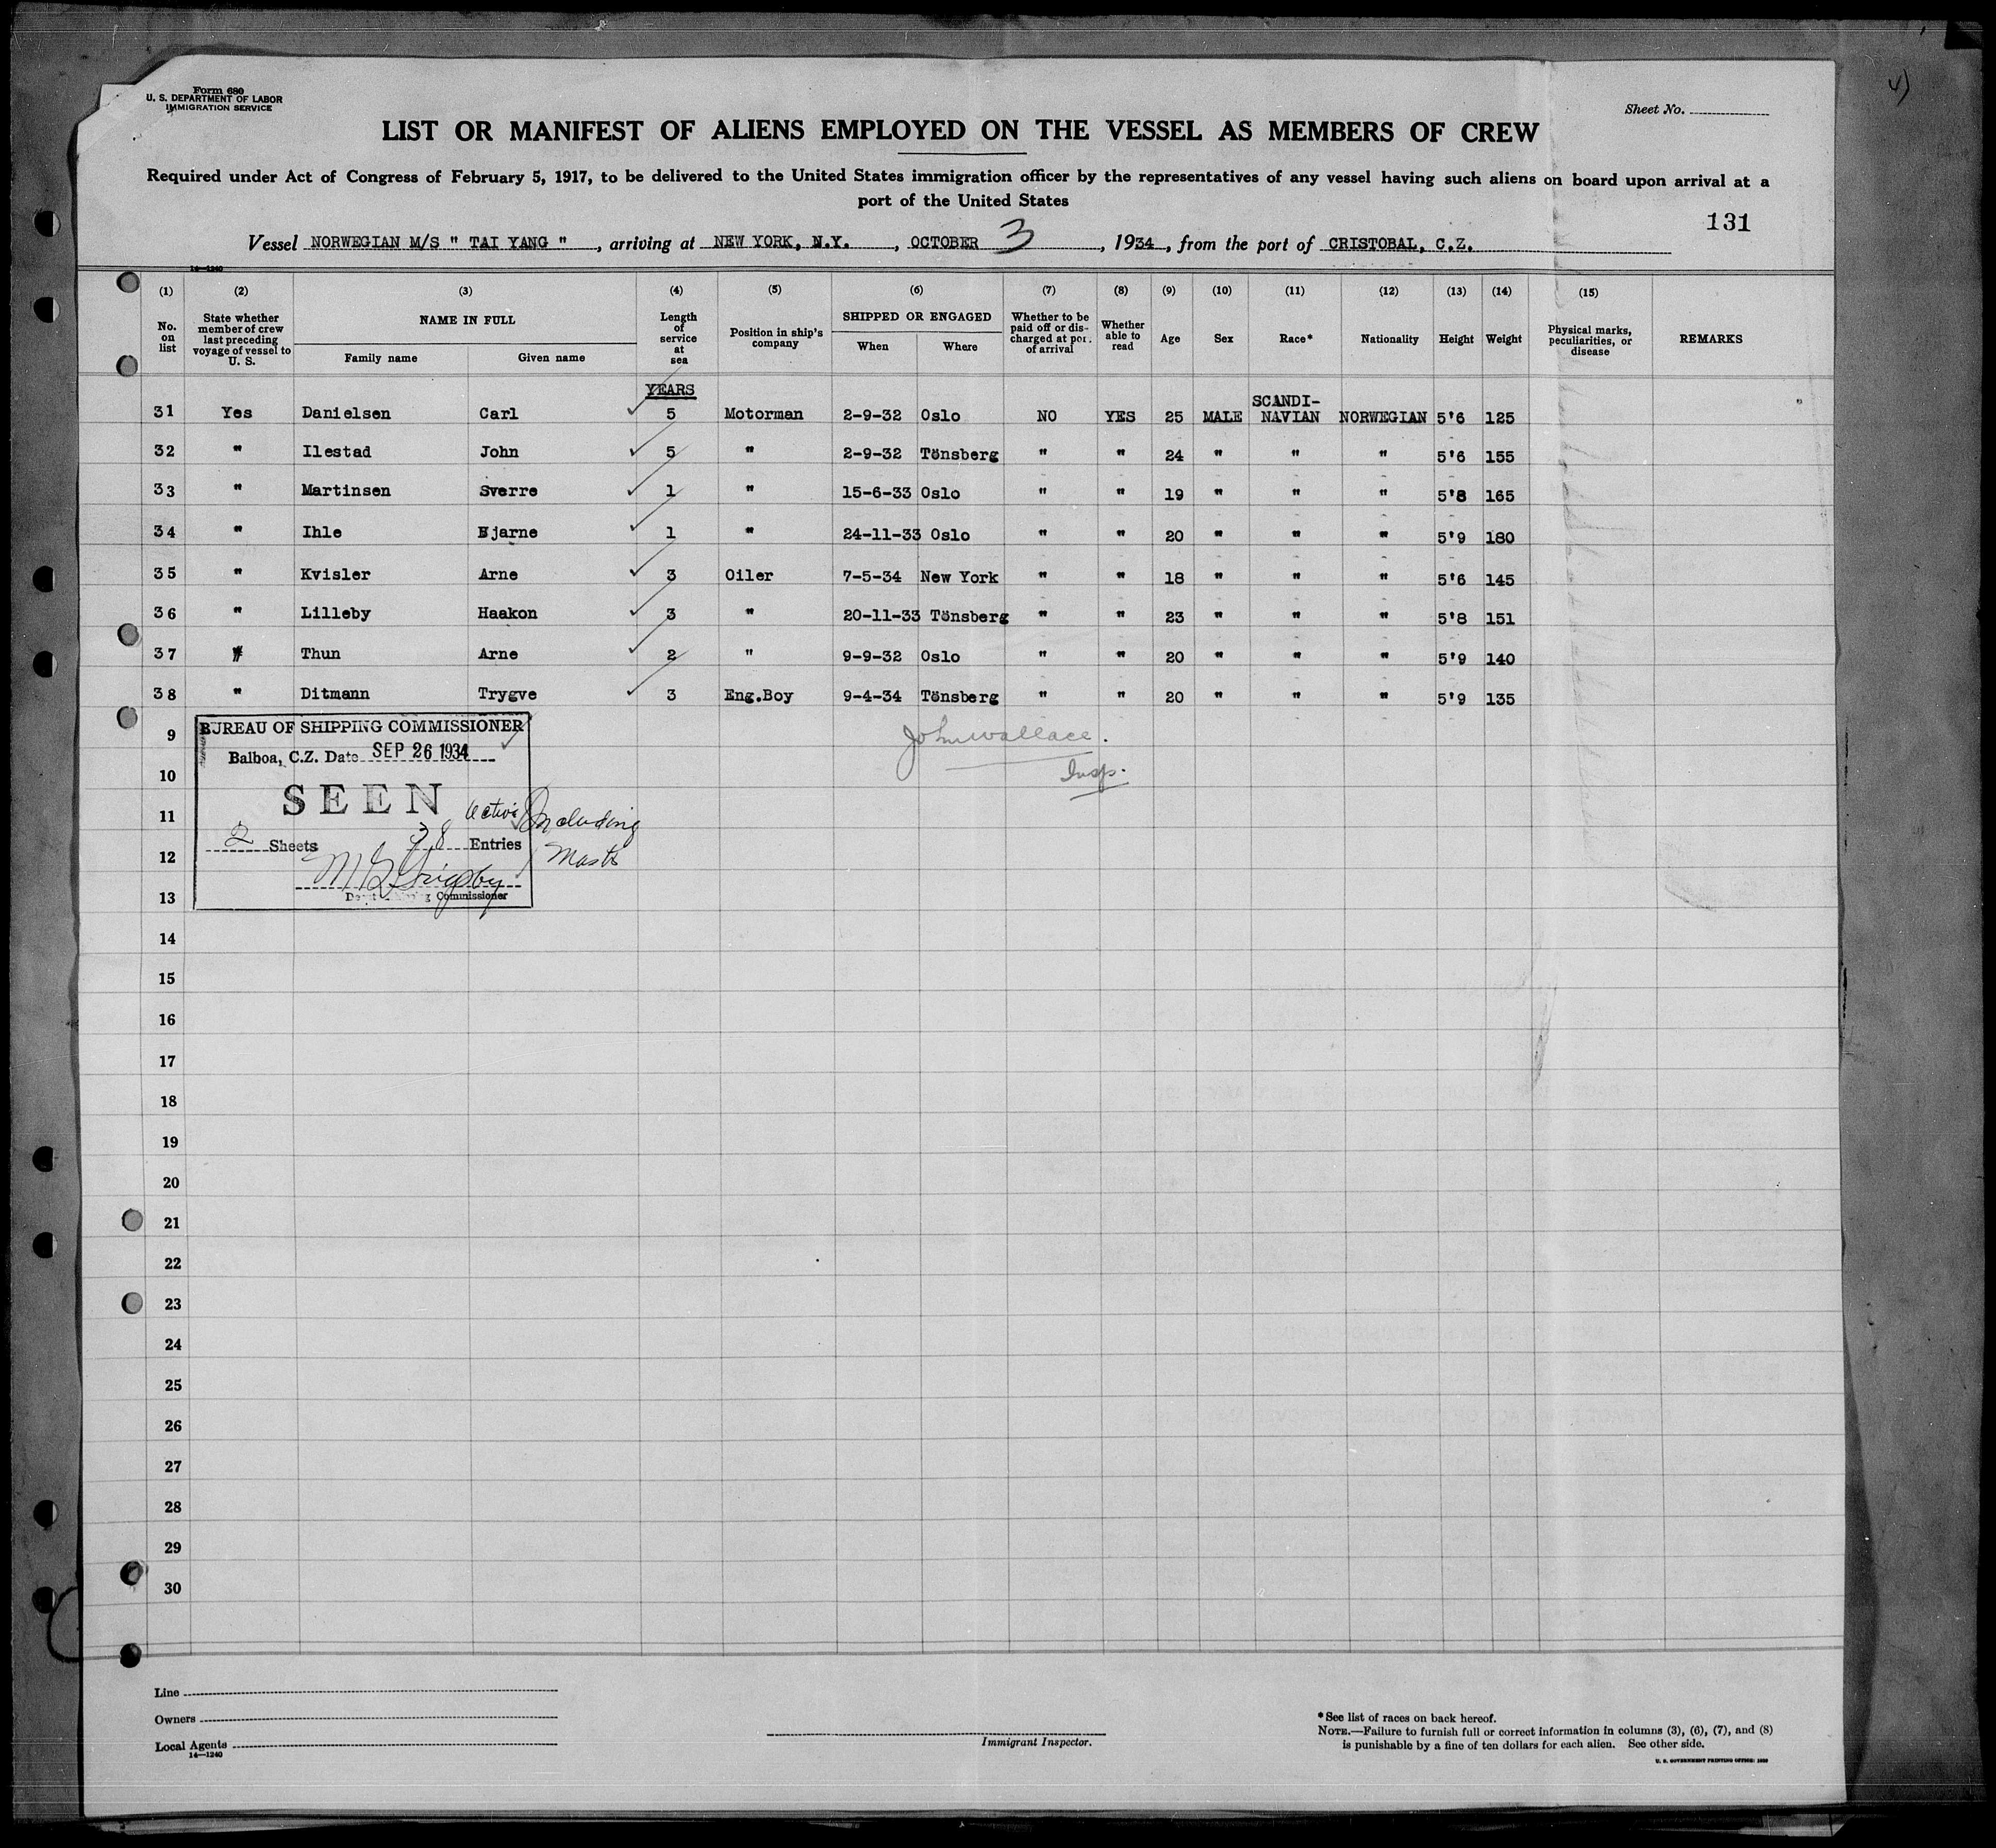 Form 680
U. S. DEPARTMENT OF LABOR
IMMIGRATION SERVICE
Sheet No.
LIST OR MANIFEST OF ALIENS EMPLOYED ON THE VESSEL AS MEMBERS OF CREW
Required under Act of Congress of February 5, 1917, to be delivered to the United States immigration officer by the representatives of any vessel having such aliens on board upon arrival at a
port of the United States
131
Vessel NORWEGIAN M/S " TAI YANG " , arriving at NEW YORK, N.Y. , OCTOBER 3 , 1934 , from the port of CRISTOBAL, C.Z.
14—1240
(1) (2) (3) (4) (5) (6) (7) (8) (9) (10) (11) (12) (13) (14) (15)
No. on list
State whether member of crew last preceding voyage of vessel to U. S.
NAME IN FULL
Family name Given name
Length of service at sea
Position in ship's company
SHIPPED OR ENGAGED
When Where
Whether to be paid off or discharged at port of arrival
Whether able to read
Age Sex Race* Nationality Height Weight
Physical marks, peculiarities, or disease
REMARKS
YEARS
31 Yes Danielsen Carl 5 Motorman 2-9-32 Oslo NO YES 25 MALE SCANDI-NAVIAN NORWEGIAN 5'6 125
32 " Ilestad John 5 " 2-9-32 Tönsberg " " 24 " " " 5'6 155
33 " Martinsen Sverre 1 " 15-6-33 Oslo " " 19 " " " 5'8 165
34 " Ihle Bjarne 1 " 24-11-33 Oslo " " 20 " " " 5'9 180
35 " Kvisler Arne 3 Oiler 7-5-34 New York " " 18 " " " 5'6 145
36 " Lilleby Haakon 3 " 20-11-33 Tönsberg " " 23 " " " 5'8 151
37 " Thun Arne 2 " 9-9-32 Oslo " " 20 " " " 5'9 140
38 " Ditmann Trygve 3 Eng.Boy 9-4-34 Tönsberg " " 20 " " " 5'9 135
BUREAU OF SHIPPING COMMISSIONER
Balboa, C.Z. Date SEP 26 1934
SEEN
2 Sheets 38 Entries
Including
Commissioner
John Wallace.
Insp.
9
10
11
12
13
14
15
16
17
18
19
20
21
22
23
24
25
26
27
28
29
30
Line
Owners
Local Agents
14—1240
Immigrant Inspector.
*See list of races on back hereof.
NOTE.—Failure to furnish full or correct information in columns (3), (6), (7), and (8)
is punishable by a fine of ten dollars for each alien. See other side.